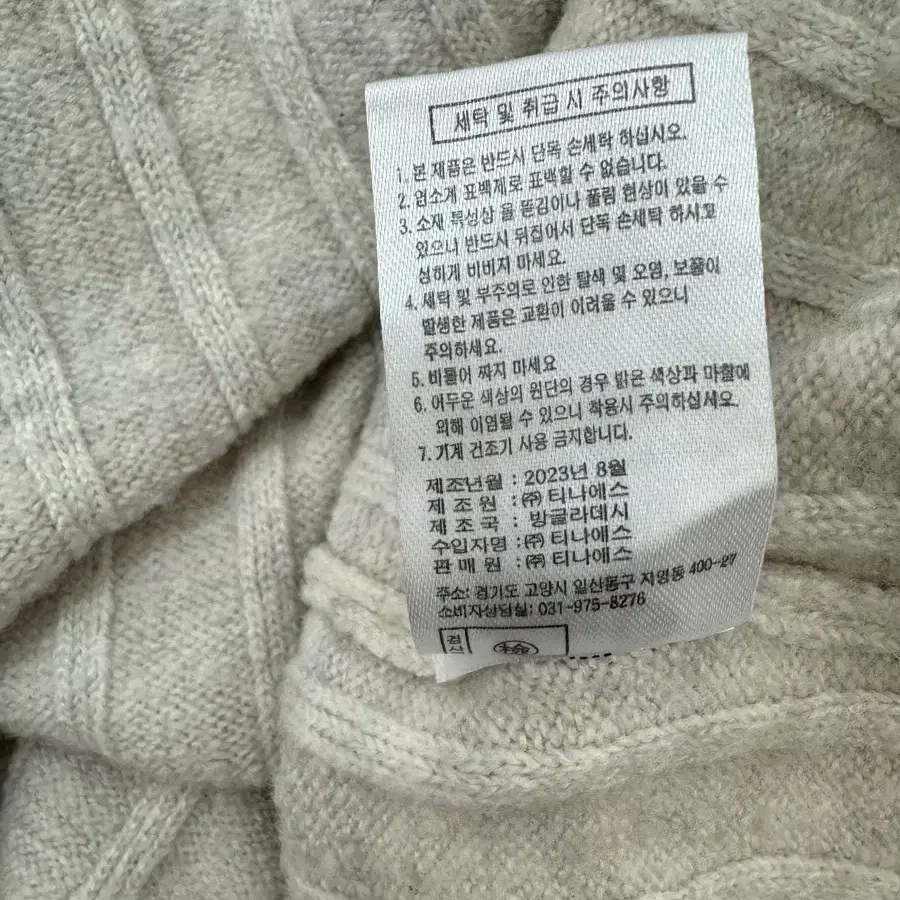 세탁 및 취급 시 주의사항
1. 본 제품은 반드시 단독 손세탁 하십시오.
2. 염소계 표백제로 표백할 수 없습니다.
3. 소재 특성상 올 뜯김이나 풀림 현상이 있을 수
있으니 반드시 뒤집어서 단독 손세탁 하시고
심하게 비비지 마세요.
4. 세탁 및 부주의로 인한 탈색 및 오염, 보풀이
발생한 제품은 교환이 어려울 수 있으니
주의하세요.
5. 비틀어 짜지 마세요
6. 어두운 색상의 원단의 경우 밝은 색상과 마찰에
의해 이염될 수 있으니 착용시 주의하십시오.
7. 기계 건조기 사용 금지합니다.
제조년월 : 2023년 8월
제 조 원 : ㈜ 티나에스
제 조 국 : 방글라데시
수입자명 : ㈜ 티나에스
판 매 원 : ㈜ 티나에스
주소: 경기도 고양시 일산동구 지영동 400-27
소비자상담실: 031-975-8276
檢